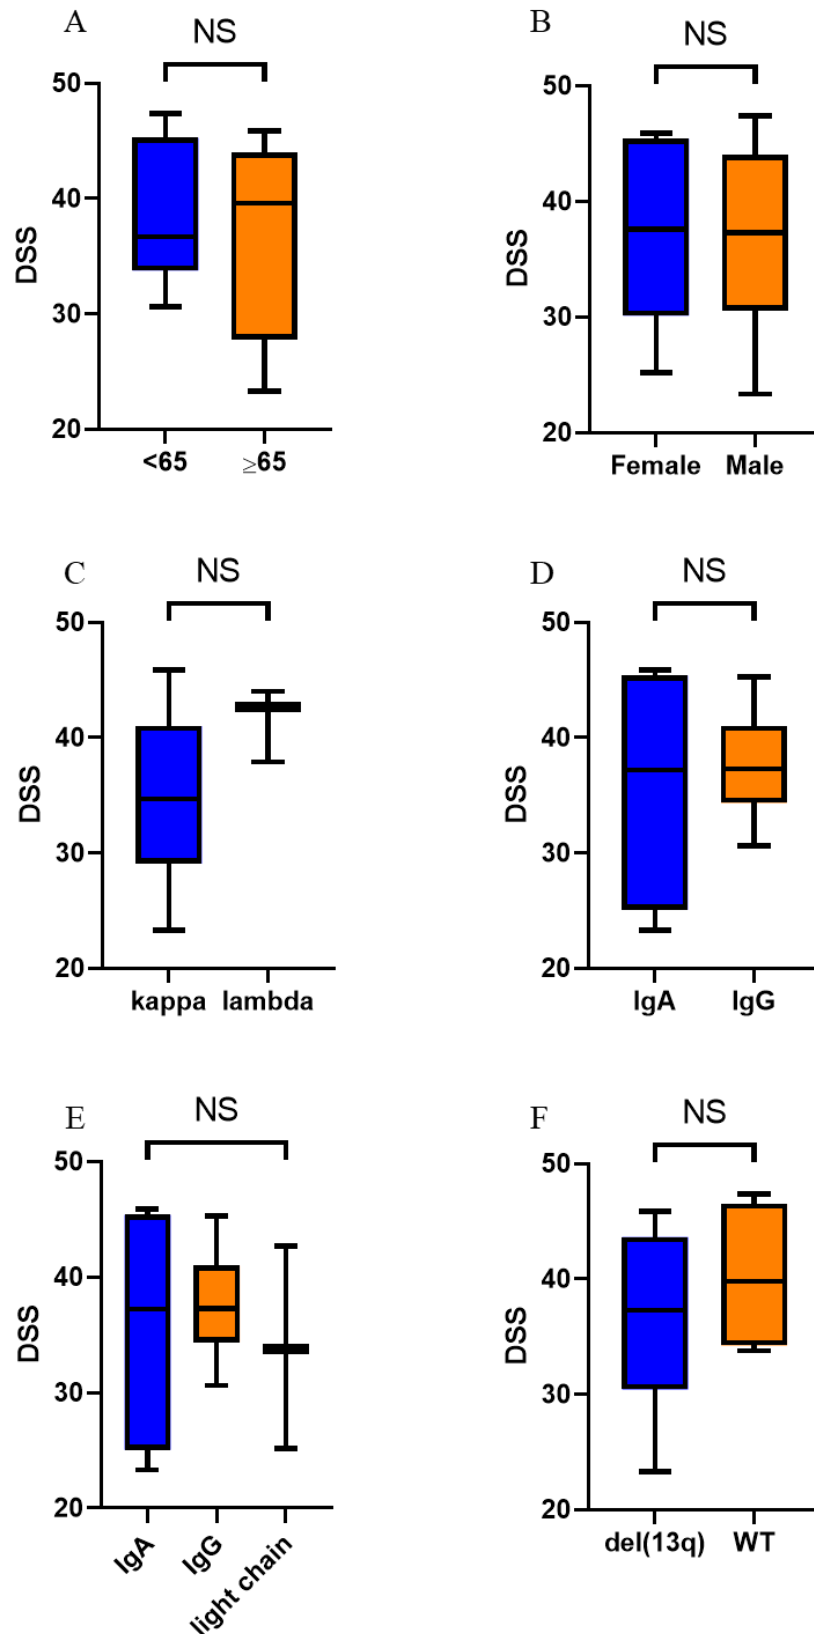 A
NS
50
40
30
20
DSS
<65
≥65
B
NS
50
40
30
20
DSS
Female
Male
C
NS
50
40
30
20
DSS
kappa
lambda
D
NS
50
40
30
20
DSS
IgA
IgG
E
NS
50
40
30
20
DSS
IgA
IgG
light chain
F
NS
50
40
30
20
DSS
del(13q)
WT